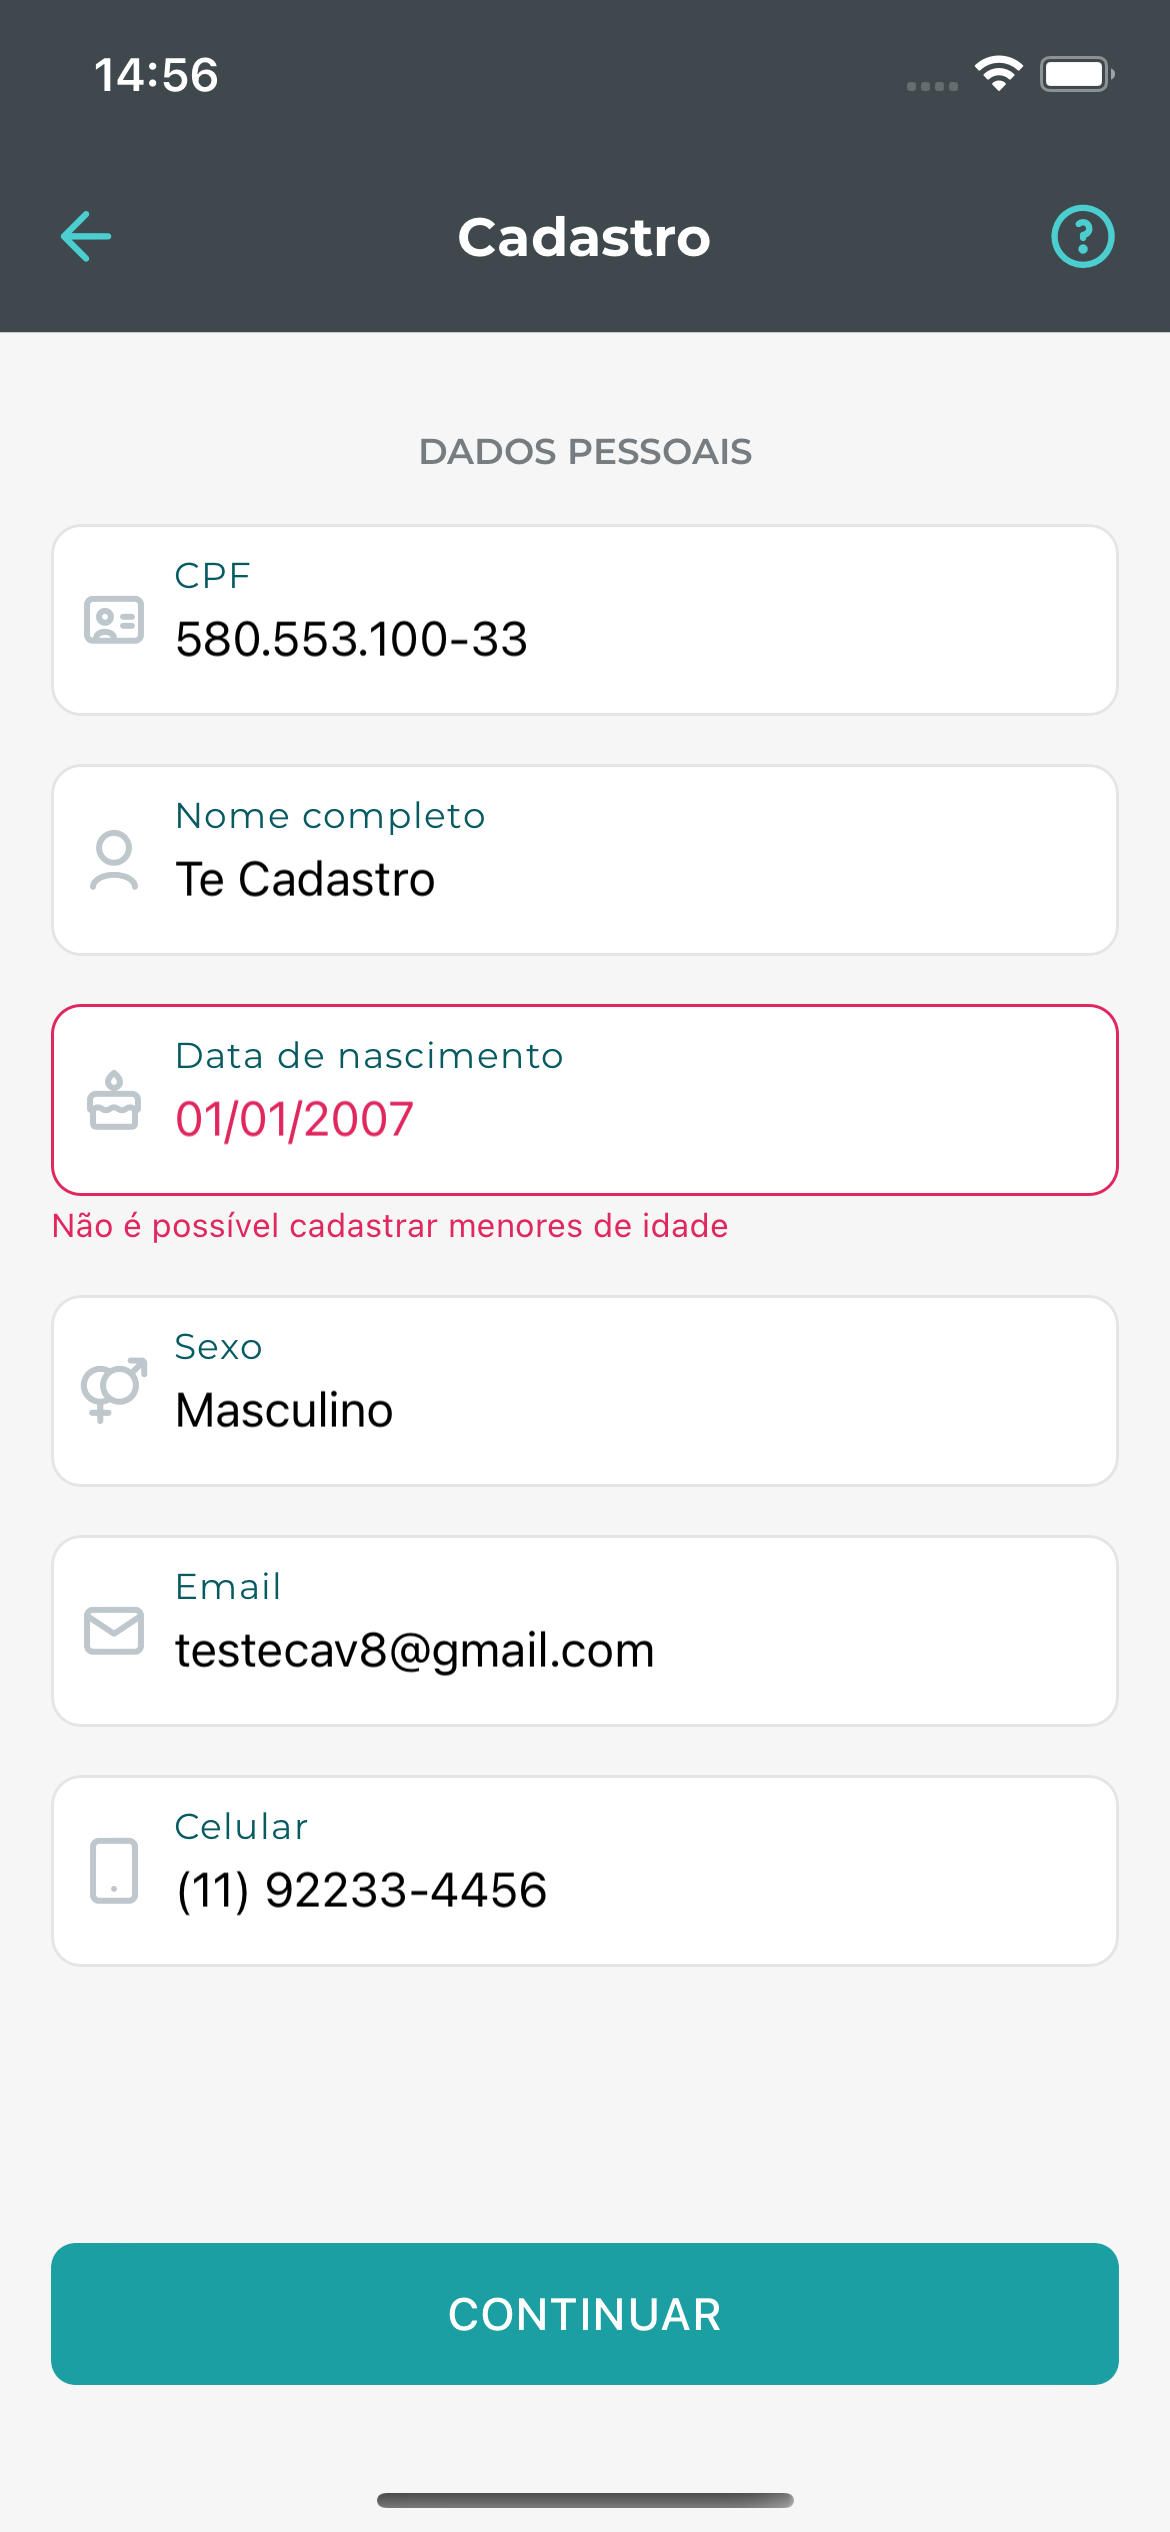 14:56
Cadastro
DADOS PESSOAIS
CPF
580.553.100-33
Nome completo
Te Cadastro
Data de nascimento
01/01/2007
Não é possível cadastrar menores de idade
Sexo
Masculino
Email
testecav8@gmail.com
Celular
(11) 92233-4456
CONTINUAR